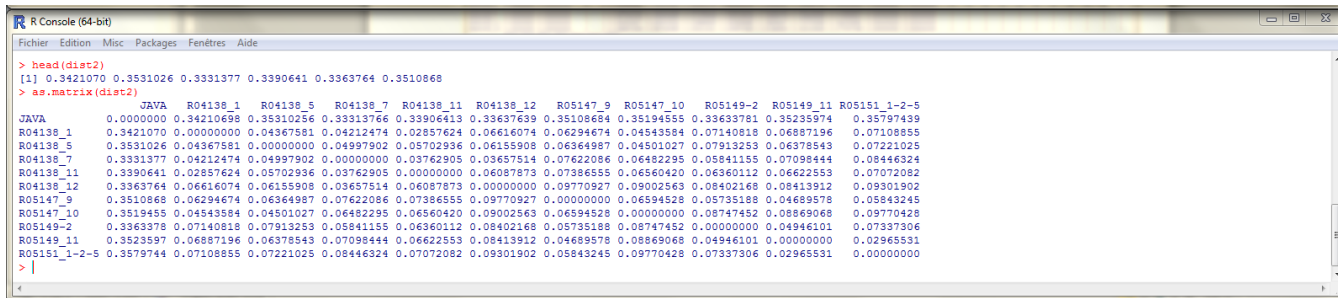 R Console (64-bit)
Fichier Edition Misc Packages Fenêtres Aide
> head(dist2)
[1] 0.3421070 0.3531026 0.3331377 0.3390641 0.3363764 0.3510868
> as.matrix(dist2)
JAVA R04138_1 R04138_5 R04138_7 R04138_11 R04138_12 R05147_9 R05147_10 R05149-2 R05149_11 R05151_1-2-5
JAVA 0.0000000 0.34210698 0.35310256 0.33313766 0.33906413 0.33637639 0.35108684 0.35194555 0.33633781 0.35235974 0.35797439
R04138_1 0.3421070 0.00000000 0.04367581 0.04212474 0.02857624 0.06616074 0.06294674 0.04543584 0.07140818 0.06887196 0.07108855
R04138_5 0.3531026 0.04367581 0.00000000 0.04997902 0.05702936 0.06155908 0.06364987 0.04501027 0.07913253 0.06378543 0.07221025
R04138_7 0.3331377 0.04212474 0.04997902 0.00000000 0.03762905 0.03657514 0.07622086 0.06482295 0.05841155 0.07098444 0.08446324
R04138_11 0.3390641 0.02857624 0.05702936 0.03762905 0.00000000 0.06087873 0.07386555 0.06560420 0.06360112 0.06622553 0.07072082
R04138_12 0.3363764 0.06616074 0.06155908 0.03657514 0.06087873 0.00000000 0.09770927 0.09002563 0.08402168 0.08413912 0.09301902
R05147_9 0.3510868 0.06294674 0.06364987 0.07622086 0.07386555 0.09770927 0.00000000 0.06594528 0.05735188 0.04689578 0.05843245
R05147_10 0.3519455 0.04543584 0.04501027 0.06482295 0.06560420 0.09002563 0.06594528 0.00000000 0.08747452 0.08869068 0.09770428
R05149-2 0.3363378 0.07140818 0.07913253 0.05841155 0.06360112 0.08402168 0.05735188 0.08747452 0.00000000 0.04946101 0.07337306
R05149_11 0.3523597 0.06887196 0.06378543 0.07098444 0.06622553 0.08413912 0.04689578 0.08869068 0.04946101 0.00000000 0.02965531
R05151_1-2-5 0.3579744 0.07108855 0.07221025 0.08446324 0.07072082 0.09301902 0.05843245 0.09770428 0.07337306 0.02965531 0.00000000
>